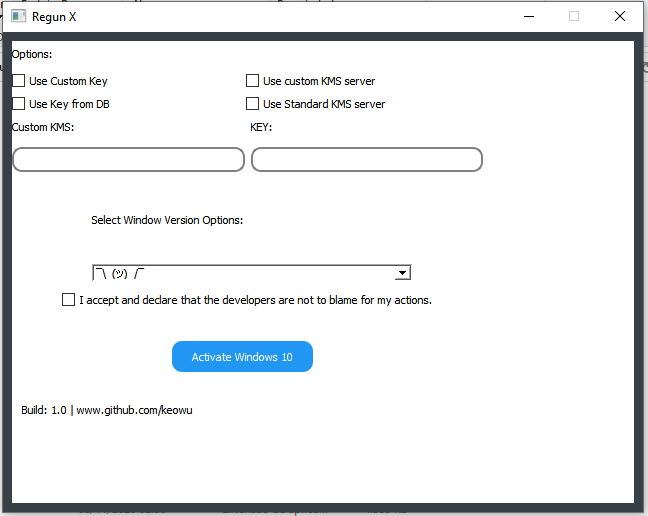 Regun X
Options:
Use Custom Key
Use custom KMS server
Use Key from DB
Use Standard KMS server
Custom KMS:
KEY:
Select Window Version Options:
¯\_(ツ)_/¯
I accept and declare that the developers are not to blame for my actions.
Activate Windows 10
Build: 1.0 | www.github.com/keowu